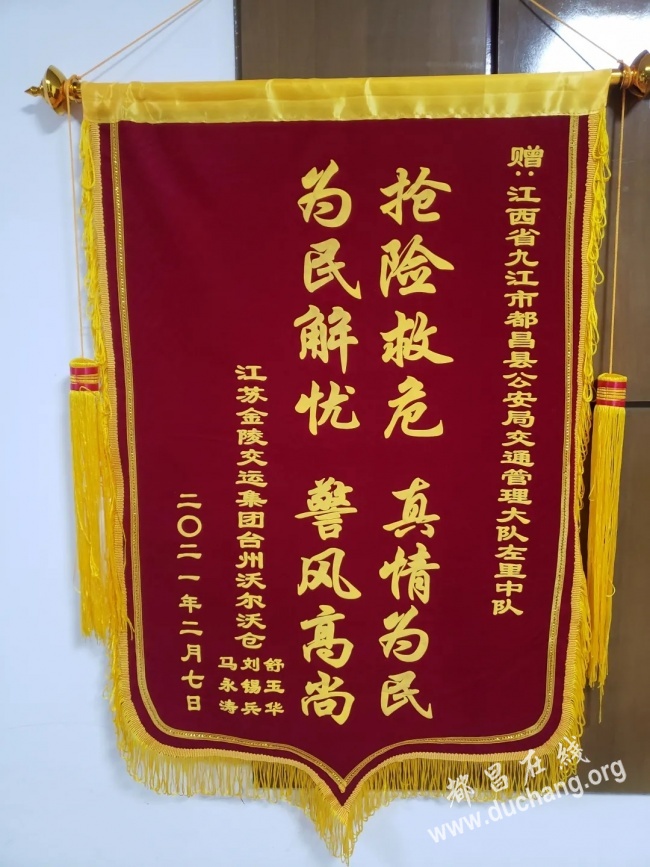 赠：江西省九江市都昌县公安局交通管理大队左里中队
抢险救危 真情为民
为民解忧 警风高尚
江苏金陵交运集团台州沃尔沃仓
舒玉华
刘锡兵
马永涛
二〇二一年二月七日
都昌在线
www.duchang.org